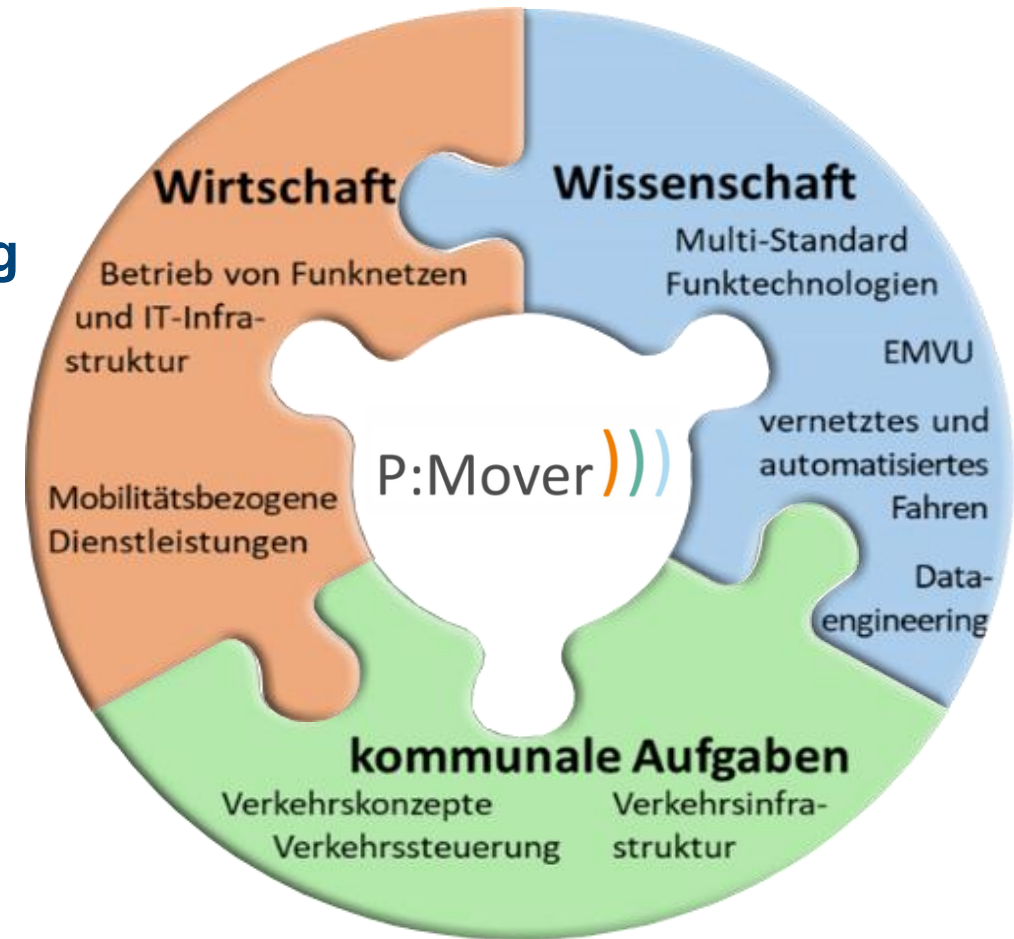 g
Wirtschaft
Betrieb von Funknetzen
und IT-Infra-
struktur
Mobilitätsbezogene
Dienstleistungen
Wissenschaft
Multi-Standard
Funktechnologien
EMVU
vernetztes und
automatisiertes
Fahren
Data-
engineering
P:Mover)))
kommunale Aufgaben
Verkehrskonzepte
Verkehrssteuerung
Verkehrsinfra-
struktur